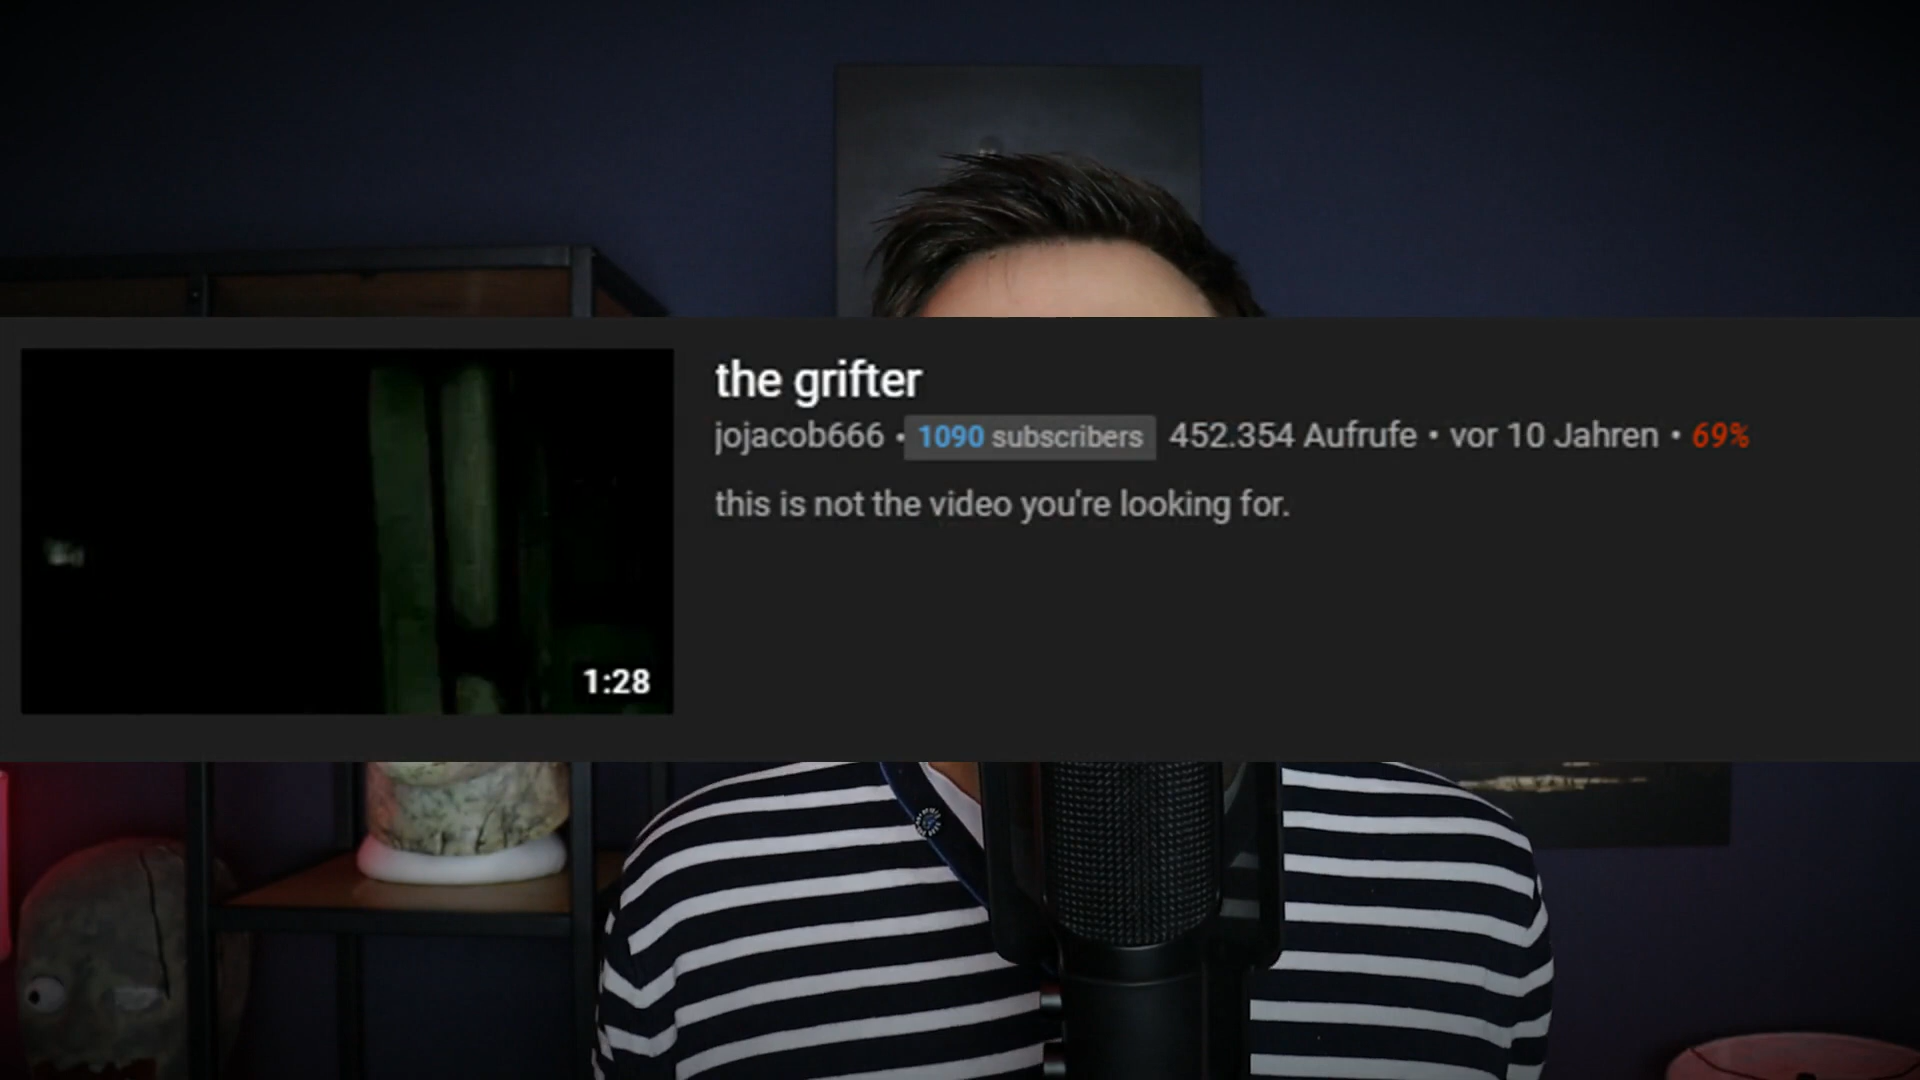 the grifter
jojacob666 • 1090 subscribers 452.354 Aufrufe • vor 10 Jahren • 69%
this is not the video you're looking for.
1:28